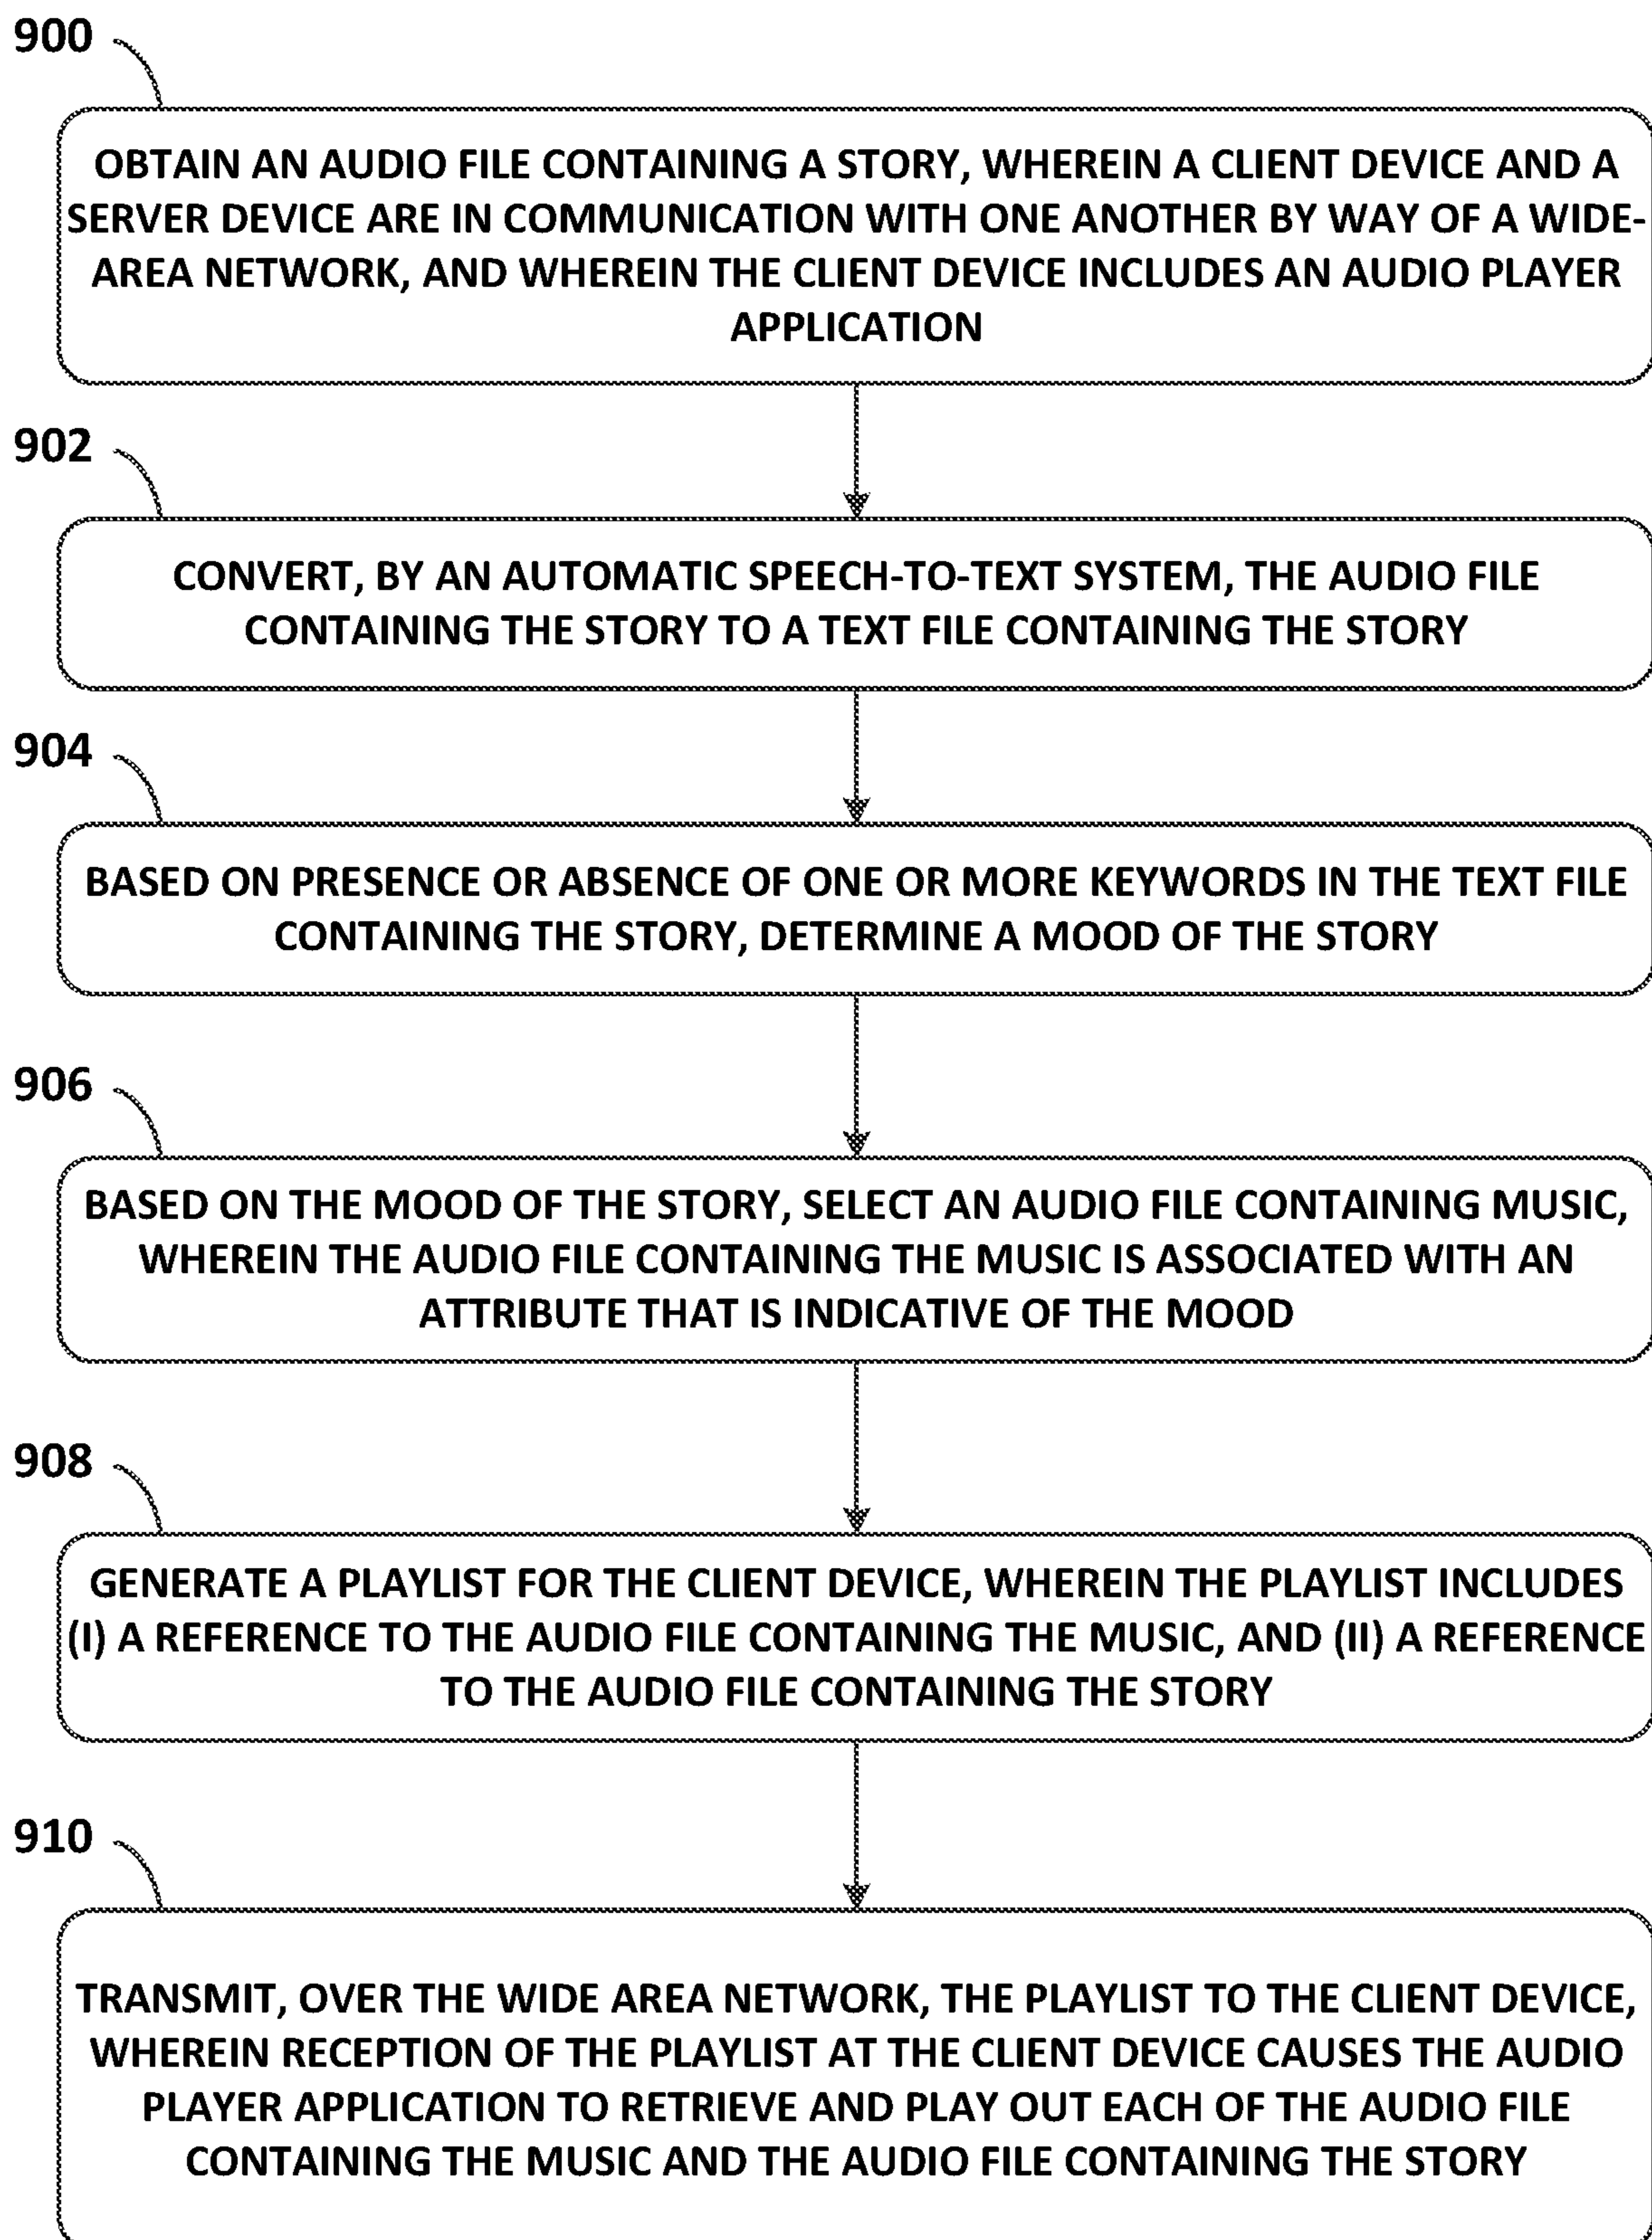 900
OBTAIN AN AUDIO FILE CONTAINING A STORY, WHEREIN A CLIENT DEVICE AND A
SERVER DEVICE ARE IN COMMUNICATION WITH ONE ANOTHER BY WAY OF A WIDE-
AREA NETWORK, AND WHEREIN THE CLIENT DEVICE INCLUDES AN AUDIO PLAYER
APPLICATION
902
CONVERT, BY AN AUTOMATIC SPEECH-TO-TEXT SYSTEM, THE AUDIO FILE
CONTAINING THE STORY TO A TEXT FILE CONTAINING THE STORY
904
BASED ON PRESENCE OR ABSENCE OF ONE OR MORE KEYWORDS IN THE TEXT FILE
CONTAINING THE STORY, DETERMINE A MOOD OF THE STORY
906
BASED ON THE MOOD OF THE STORY, SELECT AN AUDIO FILE CONTAINING MUSIC,
WHEREIN THE AUDIO FILE CONTAINING THE MUSIC IS ASSOCIATED WITH AN
ATTRIBUTE THAT IS INDICATIVE OF THE MOOD
908
GENERATE A PLAYLIST FOR THE CLIENT DEVICE, WHEREIN THE PLAYLIST INCLUDES
(I) A REFERENCE TO THE AUDIO FILE CONTAINING THE MUSIC, AND (II) A REFERENCE
TO THE AUDIO FILE CONTAINING THE STORY
910
TRANSMIT, OVER THE WIDE AREA NETWORK, THE PLAYLIST TO THE CLIENT DEVICE,
WHEREIN RECEPTION OF THE PLAYLIST AT THE CLIENT DEVICE CAUSES THE AUDIO
PLAYER APPLICATION TO RETRIEVE AND PLAY OUT EACH OF THE AUDIO FILE
CONTAINING THE MUSIC AND THE AUDIO FILE CONTAINING THE STORY